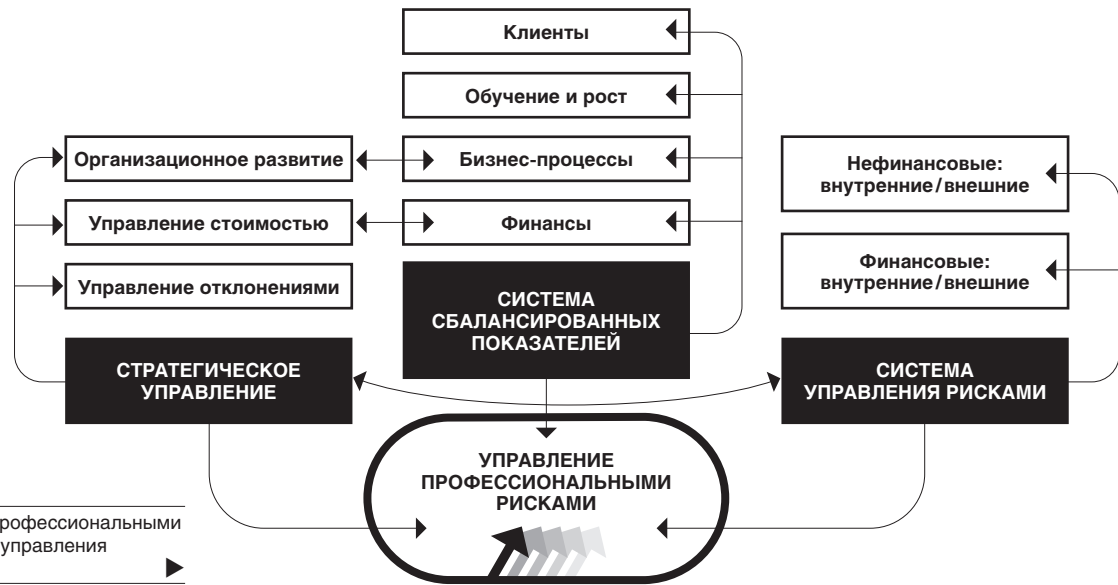 Клиенты
Обучение и рост
Организационное развитие
Бизнес-процессы
Нефинансовые:
внутренние/внешние
Управление стоимостью
Финансы
Финансовые:
внутренние/внешние
Управление отклонениями
СИСТЕМА
СБАЛАНСИРОВАННЫХ
ПОКАЗАТЕЛЕЙ
СТРАТЕГИЧЕСКОЕ
УПРАВЛЕНИЕ
СИСТЕМА
УПРАВЛЕНИЯ РИСКАМИ
УПРАВЛЕНИЕ
ПРОФЕССИОНАЛЬНЫМИ
РИСКАМИ
рофессиональными
управления